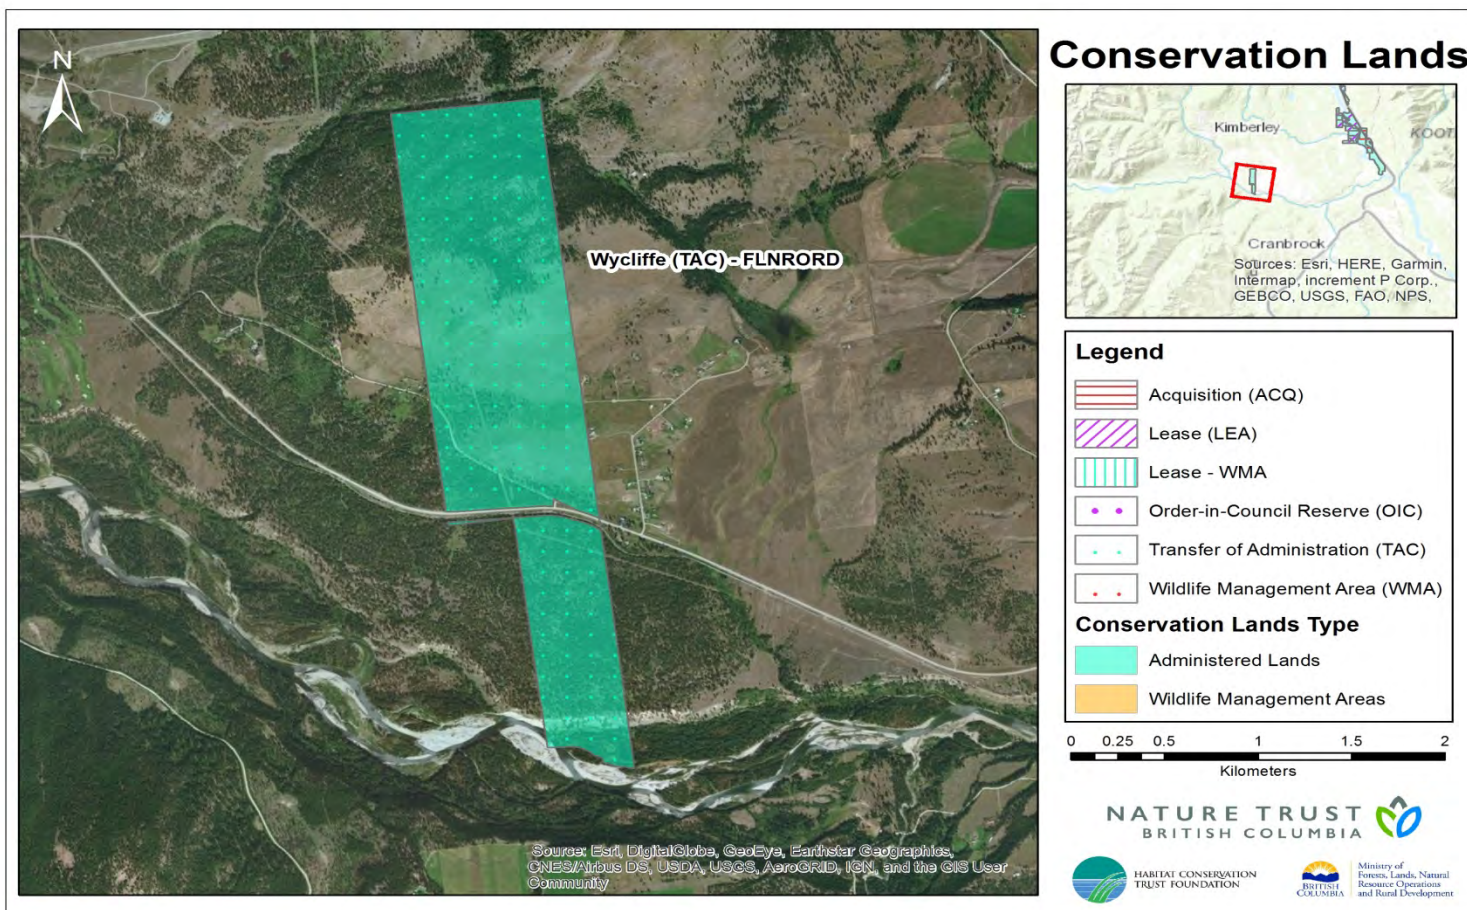 N
Wycliffe (TAC) - FLNRORD
Source: Esri, DigitalGlobe, GeoEye, Earthstar Geographics,
CNES/Airbus DS, USDA, USGS, AeroGRID, IGN, and the GIS User
Community
Conservation Lands
Kimberley
KOOT
Cranbrook
Sources: Esri, HERE, Garmin,
Intermap, increment P Corp.,
GEBCO, USGS, FAO, NPS,
Legend
Acquisition (ACQ)
Lease (LEA)
Lease - WMA
Order-in-Council Reserve (OIC)
Transfer of Administration (TAC)
Wildlife Management Area (WMA)
Conservation Lands Type
Administered Lands
Wildlife Management Areas
0 0.25 0.5 1 1.5 2
Kilometers
NATURE TRUST
BRITISH COLUMBIA
HABITAT CONSERVATION
TRUST FOUNDATION
BRITISH
COLUMBIA
Ministry of
Forests, Lands, Natural
Resource Operations
and Rural Development